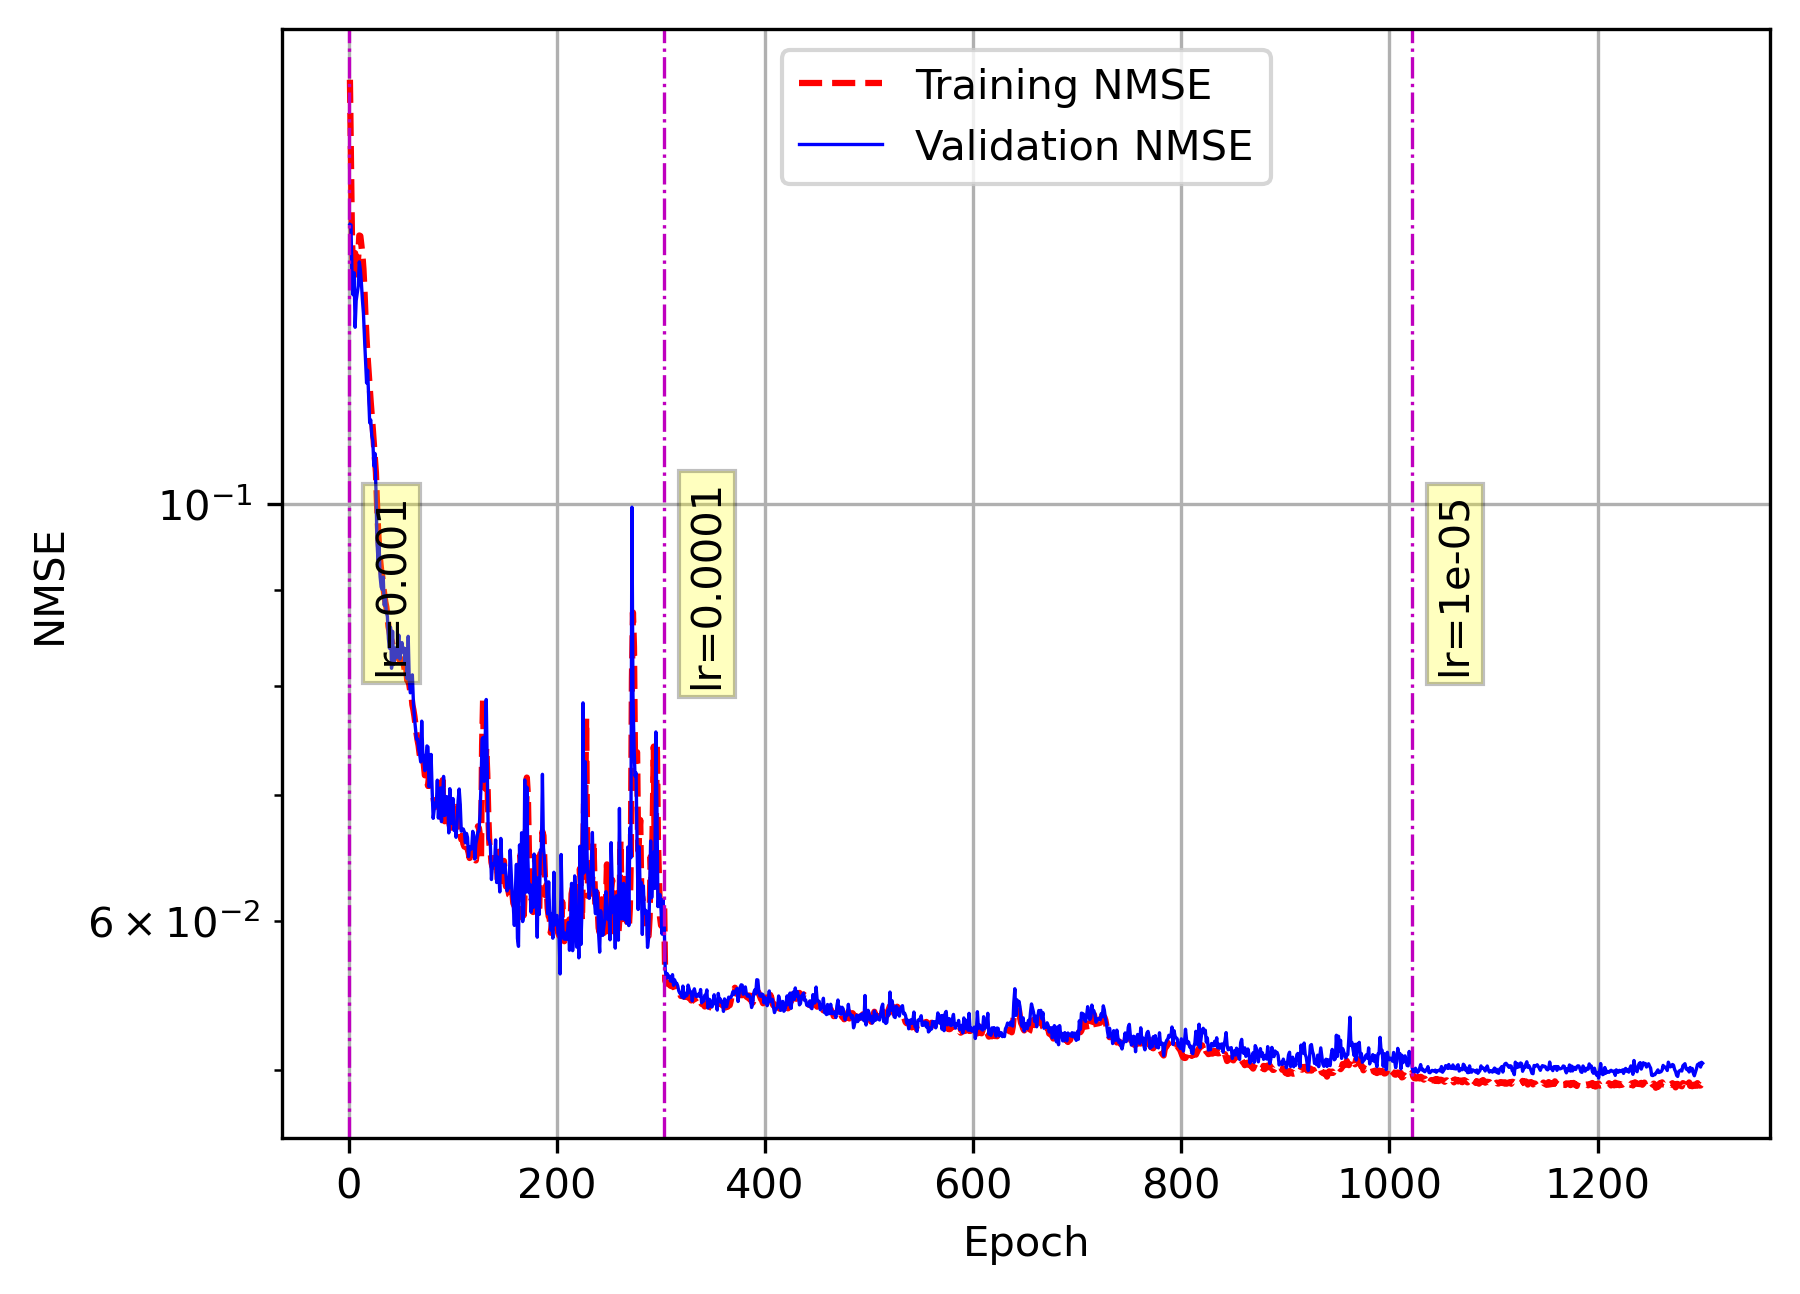 Training NMSE
Validation NMSE
NMSE
10⁻¹
6 × 10⁻²
lr=0.001
lr=0.0001
lr=1e-05
0 200 400 600 800 1000 1200
Epoch